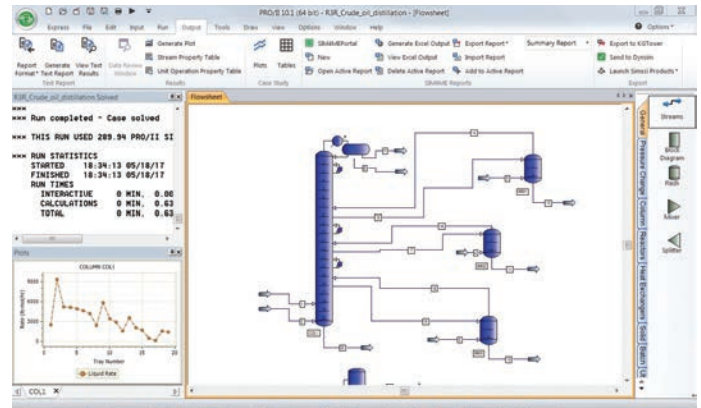 PRO/II 10.1 (64 bit) - R3R_Crude_oil_distillation - [Flowsheet]
Express File Edit Input Run Output Tools Draw View Options Window Help
Options
Report Format
Generate Text Report
View Text Results
Data Review Window
Text Report
Generate Plot
Stream Property Table
Unit Operation Property Table
Results
Plots Tables
Case Study
SIM4MEPortal
New
Open Active Report
Generate Excel Output
View Excel Output
Delete Active Report
Export Report
Import Report
Add to Active Report
Summary Report
SIM4ME Reports
Export to KGTower
Send to Dynsim
Launch Simsci Products
Export
R3R_Crude_oil_distillation Solved
Flowsheet
***
*** Run completed - Case solved
*** THIS RUN USED 289.94 PRO/II SI
*** RUN STATISTICS
STARTED 18:34:13 05/18/17
FINISHED 18:34:13 05/18/17
RUN TIMES
INTERACTIVE 0 MIN, 0.00
CALCULATIONS 0 MIN, 0.63
TOTAL 0 MIN, 0.63
Plots
COLUMN COL1
Tray Number
Liquid Rate
COL1
General
Pressure Change
Column
Reactors
Heat Exchangers
Solid
Batch
Streams
Block Diagram
Flash
Mixer
Splitter